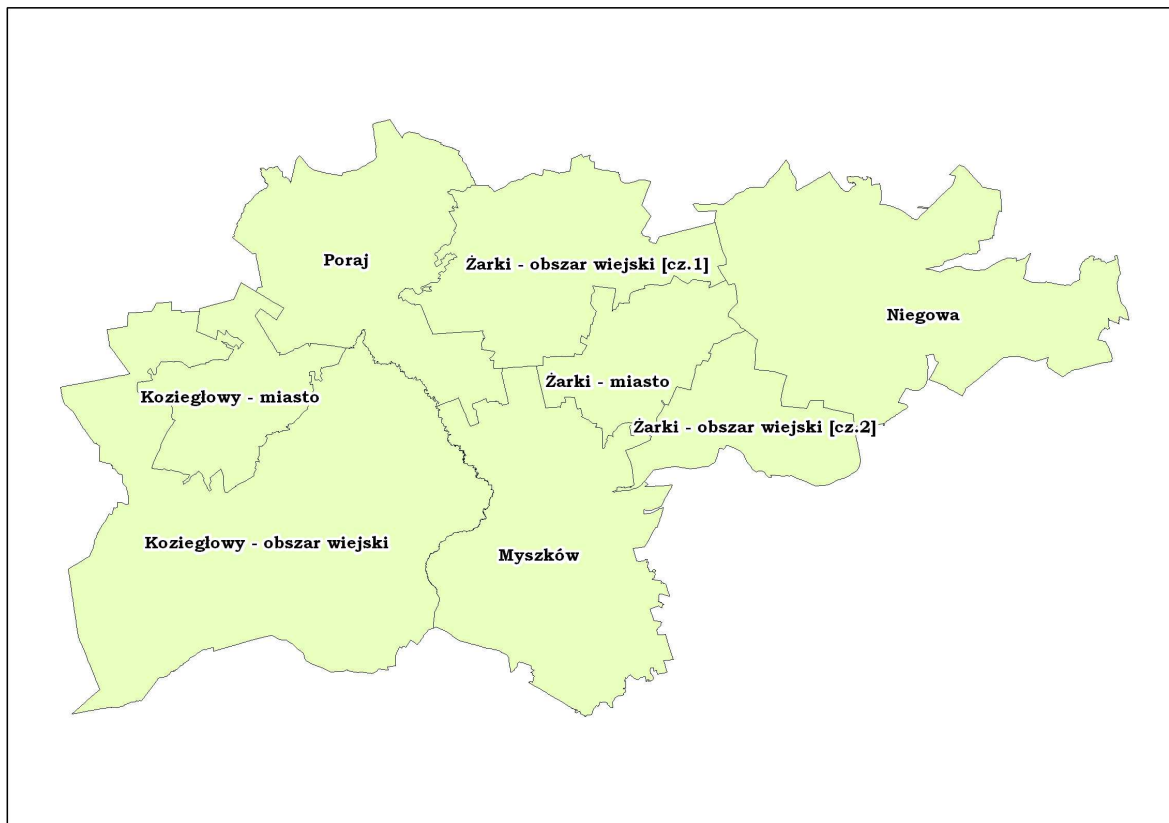 Poraj
Żarki - obszar wiejski [cz.1]
Niegowa
Żarki - miasto
Koziegłowy - miasto
Żarki - obszar wiejski [cz.2]
Koziegłowy - obszar wiejski
Myszków